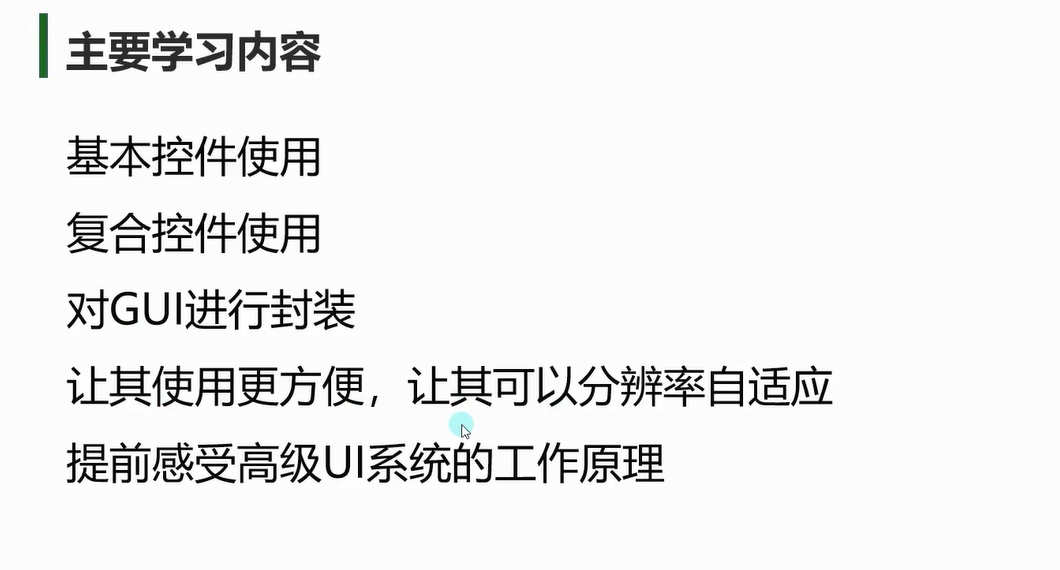 主要学习内容
基本控件使用
复合控件使用
对GUI进行封装
让其使用更方便，让其可以分辨率自适应
提前感受高级UI系统的工作原理